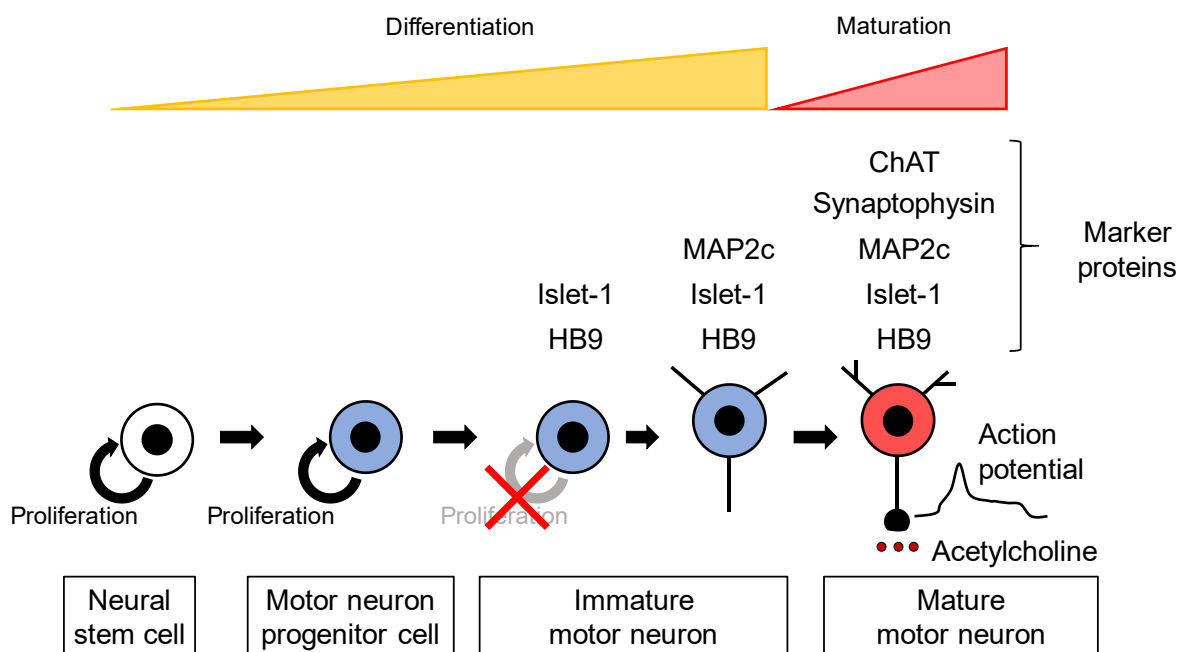 Differentiation
Maturation
ChAT
Synaptophysin
MAP2c
Islet-1
HB9
MAP2c
Islet-1
HB9
Islet-1
HB9
Marker
proteins
Proliferation
Proliferation
Proliferation
Action
potential
Acetylcholine
Neural
stem cell
Motor neuron
progenitor cell
Immature
motor neuron
Mature
motor neuron